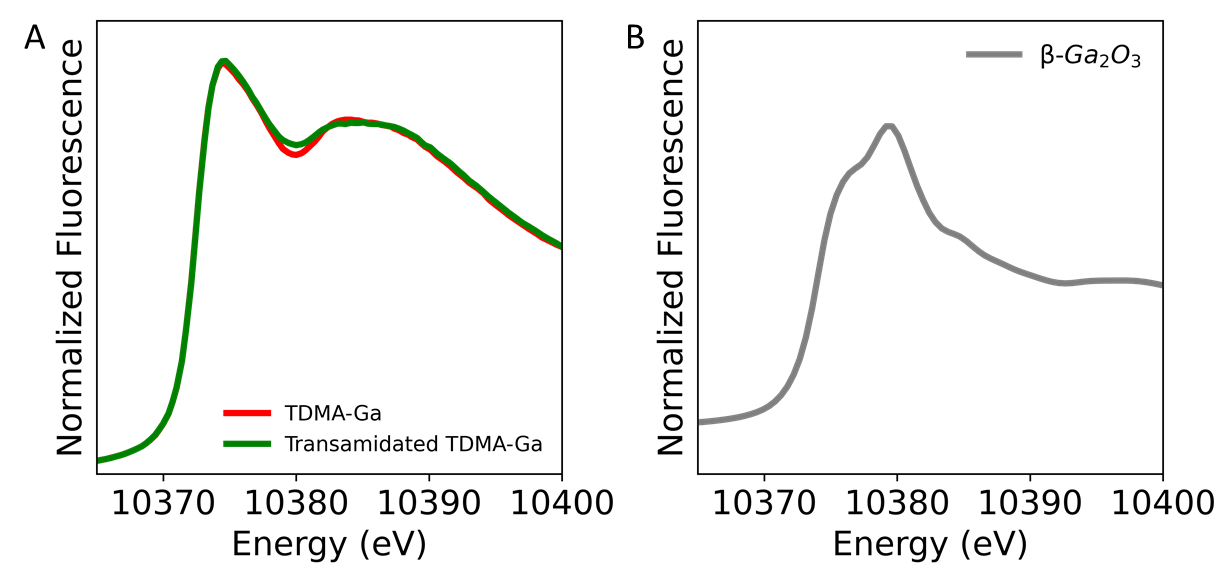 A
Normalized Fluorescence
TDMA-Ga
Transamidated TDMA-Ga
10370 10380 10390 10400
Energy (eV)
B
Normalized Fluorescence
β-Ga₂O₃
10370 10380 10390 10400
Energy (eV)